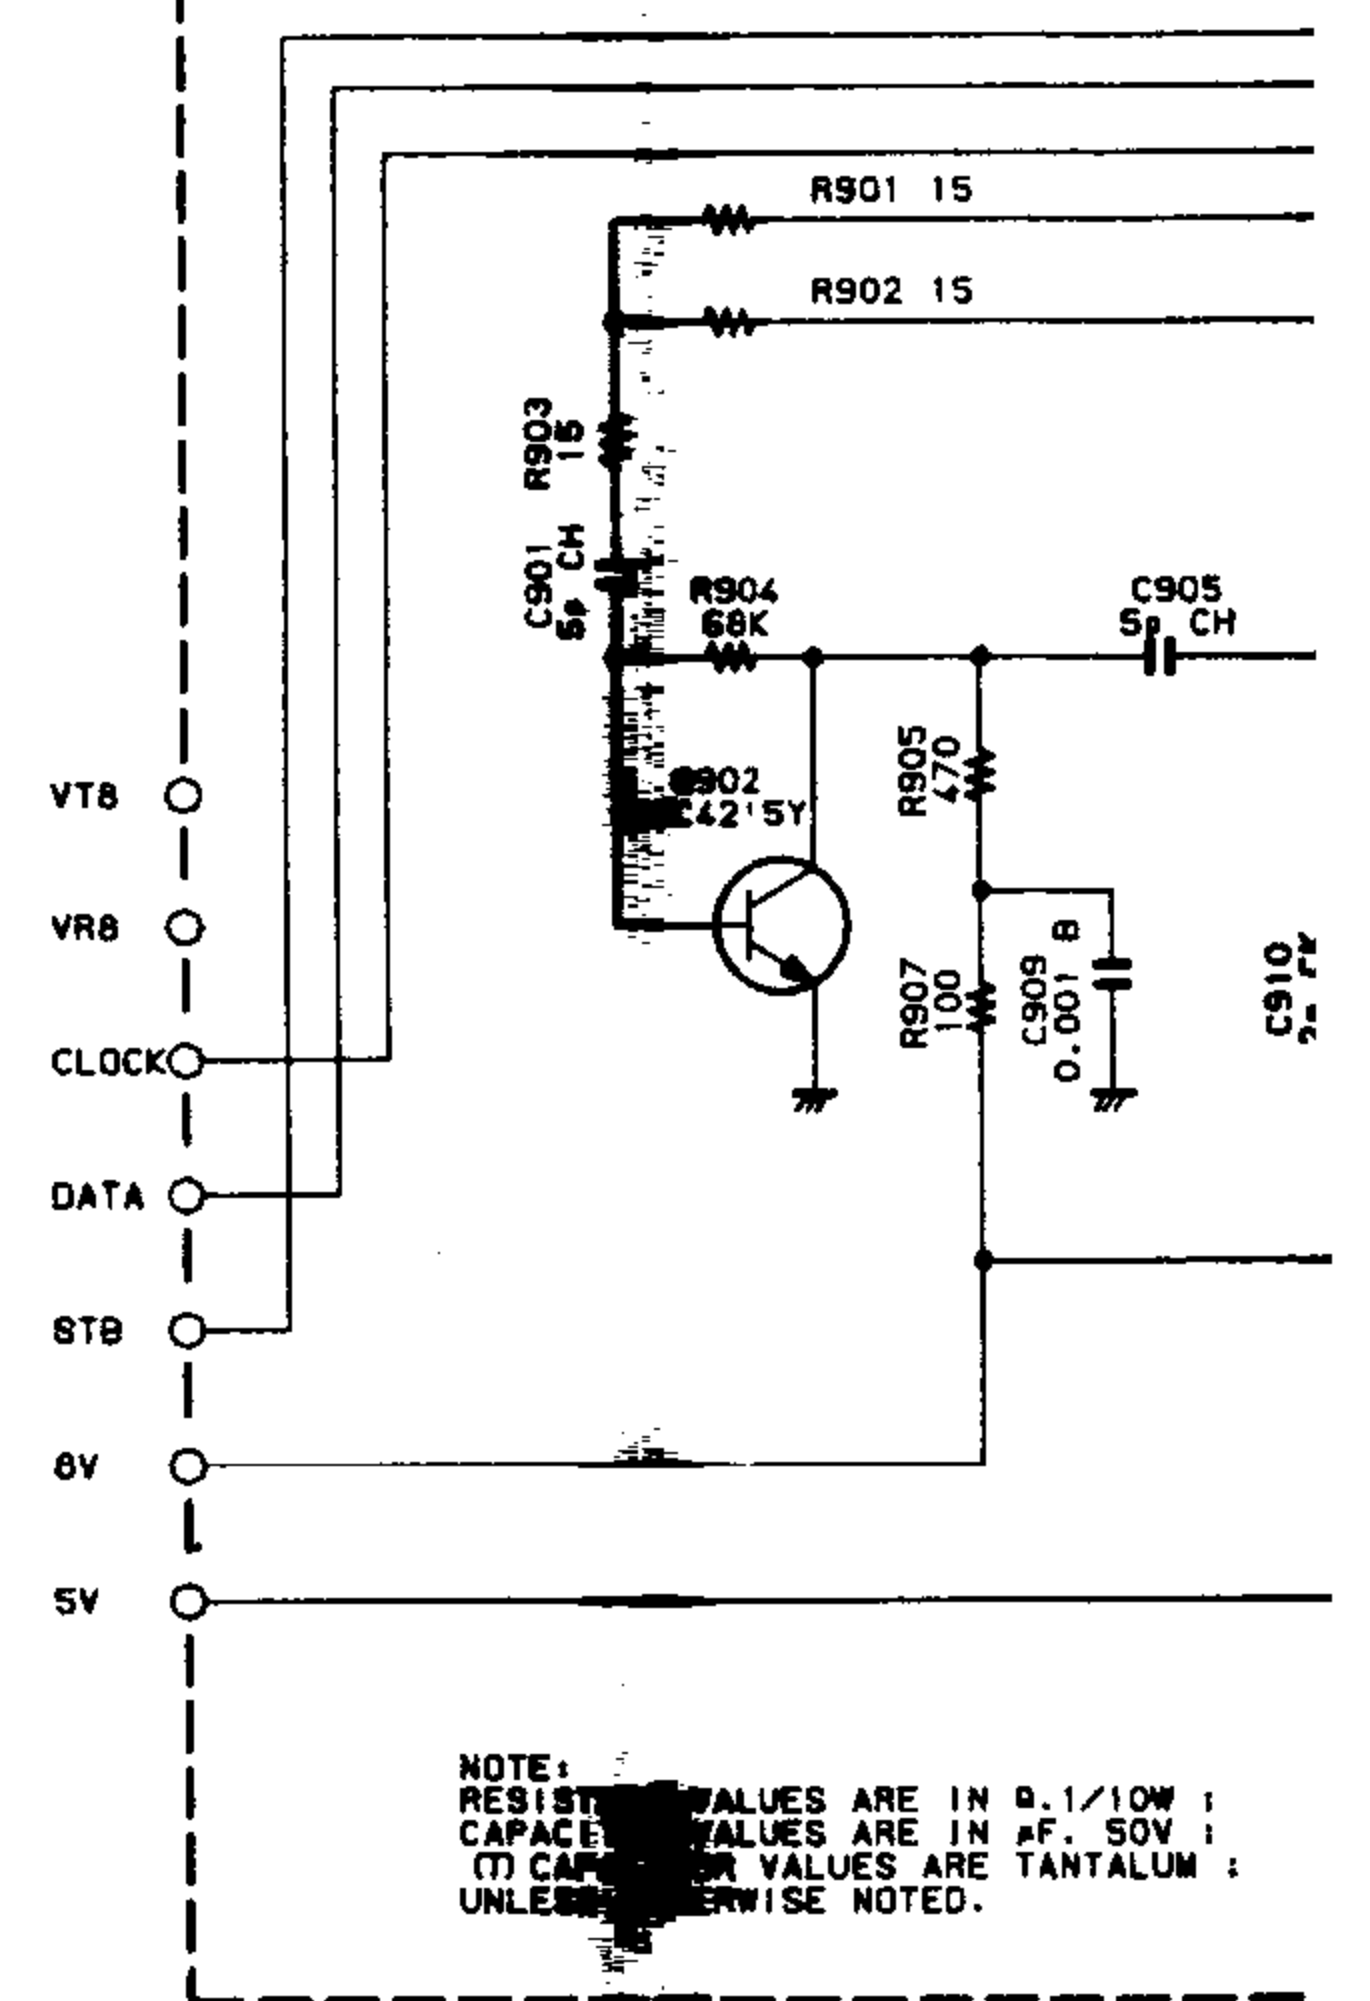 R901 15
R902 15
R903
15
C901
5p CH
R904
68K
C905
5p CH
R905
470
VT8
VR8
R907
100
C909
0.001 B
C910
CLOCK
DATA
STB
8V
5V
NOTE:
VALUES ARE IN Ω.1/10W ;
VALUES ARE IN µF. 50V ;
(T) VALUES ARE TANTALUM ;
NOTED.